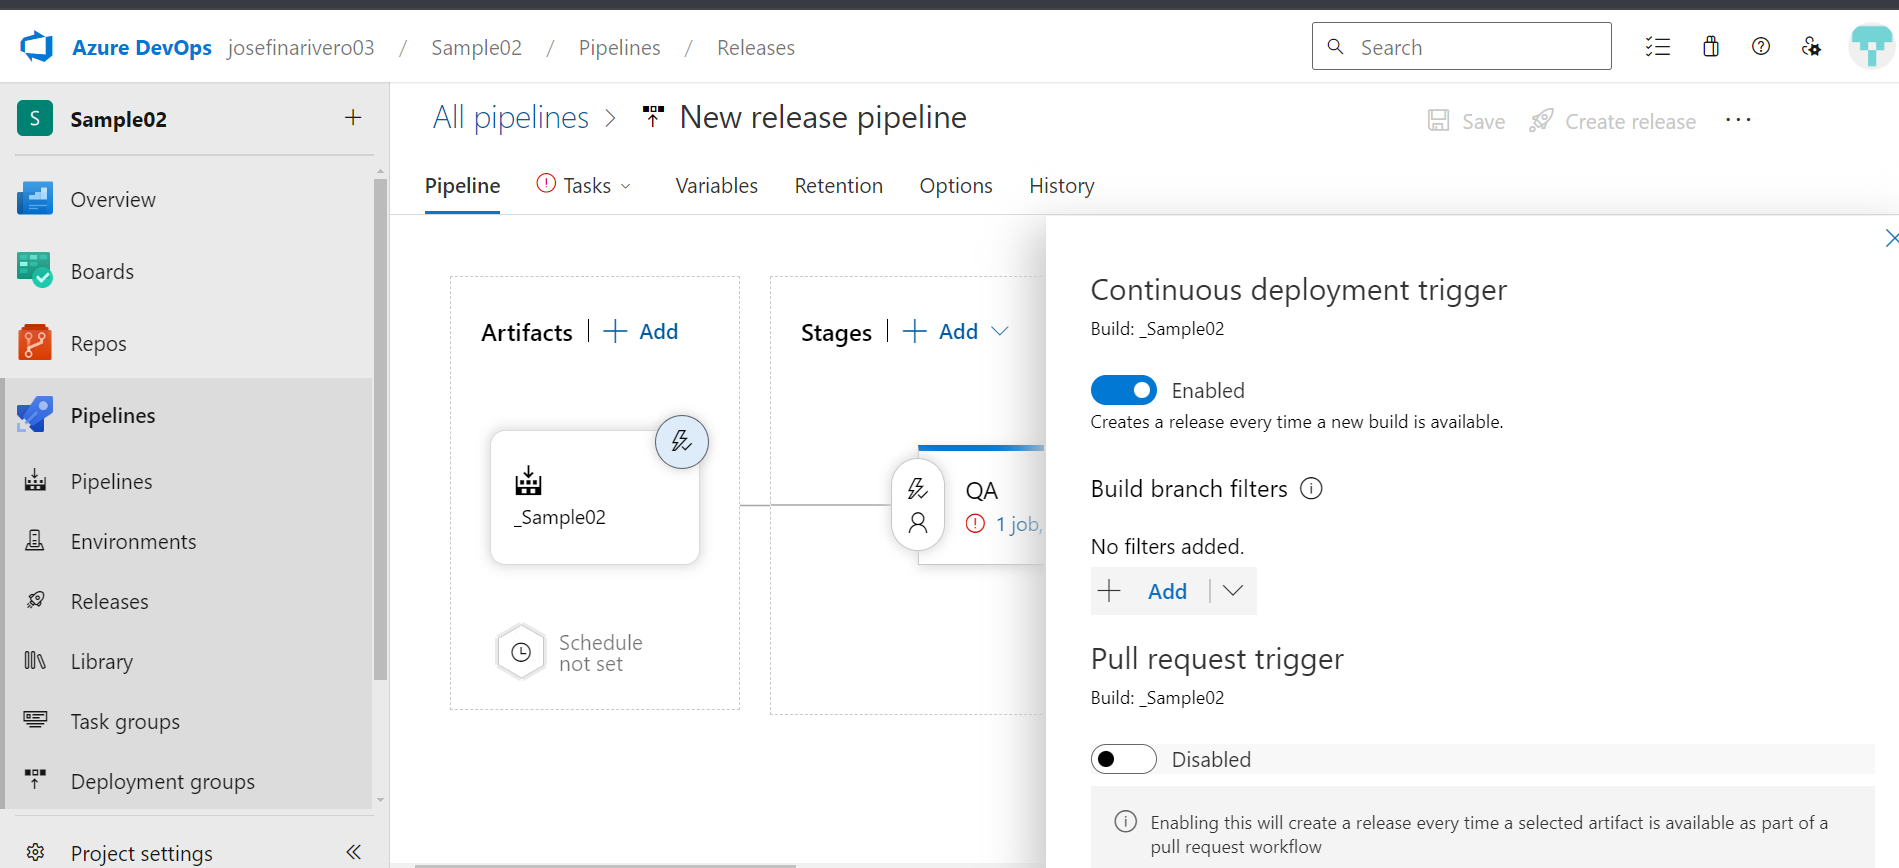 Azure DevOps josefinarivero03 / Sample02 / Pipelines / Releases
Search
S Sample02
Overview
Boards
Repos
Pipelines
Pipelines
Environments
Releases
Library
Task groups
Deployment groups
Project settings
All pipelines > New release pipeline
Save Create release ...
Pipeline Tasks Variables Retention Options History
Artifacts | + Add
_Sample02
Schedule
not set
Stages | + Add
QA
1 job,
Continuous deployment trigger
Build: _Sample02
Enabled
Creates a release every time a new build is available.
Build branch filters
No filters added.
+ Add
Pull request trigger
Build: _Sample02
Disabled
Enabling this will create a release every time a selected artifact is available as part of a
pull request workflow